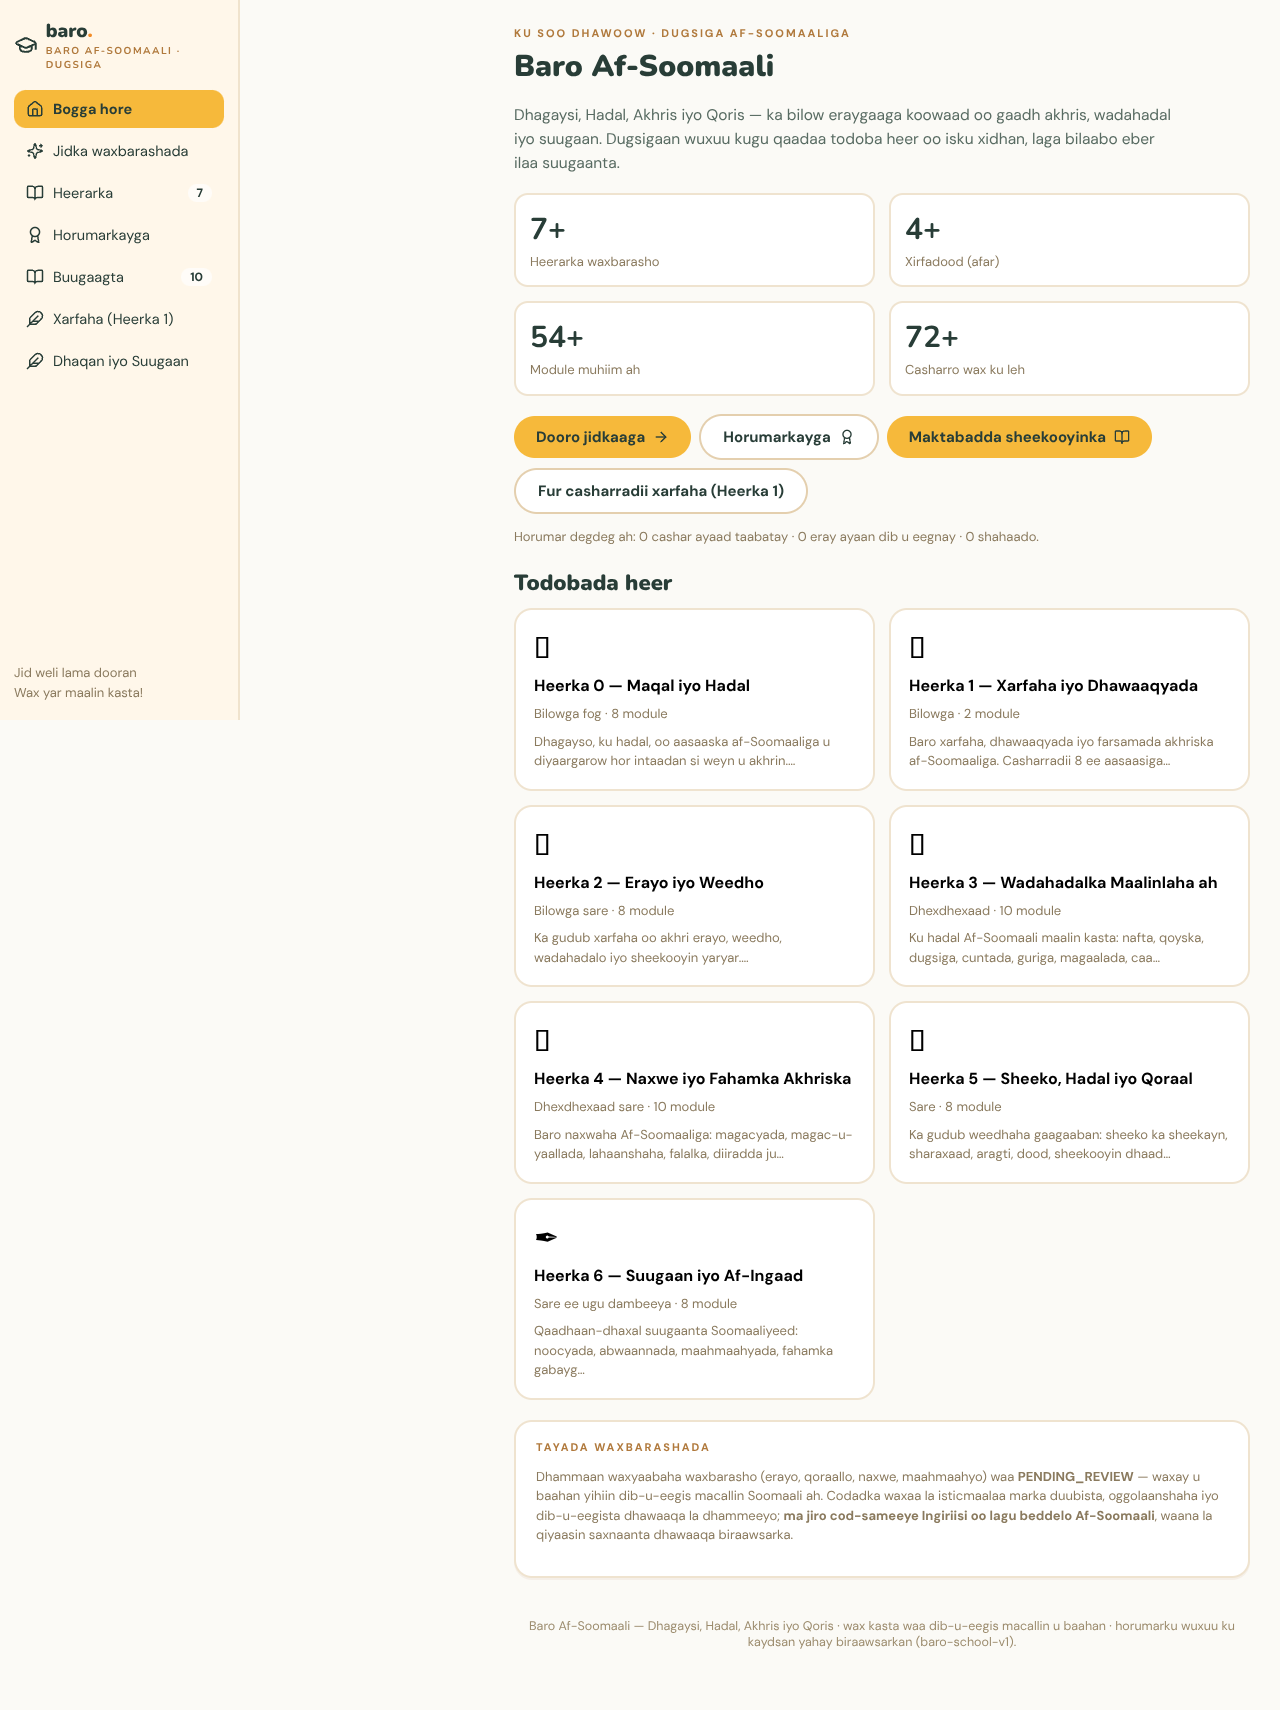 baro.
BARO AF-SOOMAALI ·
DUGSIGA
Bogga hore
Jidka waxbarashada
Heerarka 7
Horumarkayga
Buugaagta 10
Xarfaha (Heerka 1)
Dhaqan iyo Suugaan
Jid weli lama dooran
Wax yar maalin kasta!
KU SOO DHAWOOW · DUGSIGA AF-SOOMAALIGA
Baro Af-Soomaali
Dhagaysi, Hadal, Akhris iyo Qoris — ka bilow eraygaaga koowaad oo gaadh akhris, wadahadal
iyo suugaan. Dugsigaan wuxuu kugu qaadaa todoba heer oo isku xidhan, laga bilaabo eber
ilaa suugaanta.
7+
Heerarka waxbarasho
4+
Xirfadood (afar)
54+
Module muhiim ah
72+
Casharro wax ku leh
Dooro jidkaaga
Horumarkayga
Maktabadda sheekooyinka
Fur casharradii xarfaha (Heerka 1)
Horumar degdeg ah: 0 cashar ayaad taabatay · 0 eray ayaan dib u eegnay · 0 shahaado.
Todobada heer
Heerka 0 — Maqal iyo Hadal
Bilowga fog · 8 module
Dhagayso, ku hadal, oo aasaaska af-Soomaaliga u
diyaargarow hor intaadan si weyn u akhrin.…
Heerka 1 — Xarfaha iyo Dhawaaqyada
Bilowga · 2 module
Baro xarfaha, dhawaaqyada iyo farsamada akhriska
af-Soomaaliga. Casharradii 8 ee aasaasiga…
Heerka 2 — Erayo iyo Weedho
Bilowga sare · 8 module
Ka gudub xarfaha oo akhri erayo, weedho,
wadahadalo iyo sheekooyin yaryar.…
Heerka 3 — Wadahadalka Maalinlaha ah
Dhexdhexaad · 10 module
Ku hadal Af-Soomaali maalin kasta: nafta, qoyska,
dugsiga, cuntada, guriga, magaalada, caa…
Heerka 4 — Naxwe iyo Fahamka Akhriska
Dhexdhexaad sare · 10 module
Baro naxwaha Af-Soomaaliga: magacyada, magac-u-
yaallada, lahaanshaha, falalka, diiradda ju…
Heerka 5 — Sheeko, Hadal iyo Qoraal
Sare · 8 module
Ka gudub weedhaha gaagaaban: sheeko ka sheekayn,
sharaxaad, aragti, dood, sheekooyin dhaad…
Heerka 6 — Suugaan iyo Af-Ingaad
Sare ee ugu dambeeya · 8 module
Qaadhaan-dhaxal suugaanta Soomaaliyeed:
noocyada, abwaannada, maahmaahyada, fahamka
gabayg…
TAYADA WAXBARASHADA
Dhammaan waxyaabaha waxbarasho (erayo, qoraallo, naxwe, maahmaahyo) waa PENDING_REVIEW — waxay u
baahan yihiin dib-u-eegis macallin Soomaali ah. Codadka waxaa la isticmaalaa marka duubista, oggolaanshaha iyo
dib-u-eegista dhawaaqa la dhammeeyo; ma jiro cod-sameeye Ingiriisi oo lagu beddelo Af-Soomaali, waana la
qiyaasin saxnaanta dhawaaqa biraawsarka.
Baro Af-Soomaali — Dhagaysi, Hadal, Akhris iyo Qoris · wax kasta waa dib-u-eegis macallin u baahan · horumarku wuxuu ku
kaydsan yahay biraawsarkan (baro-school-v1).